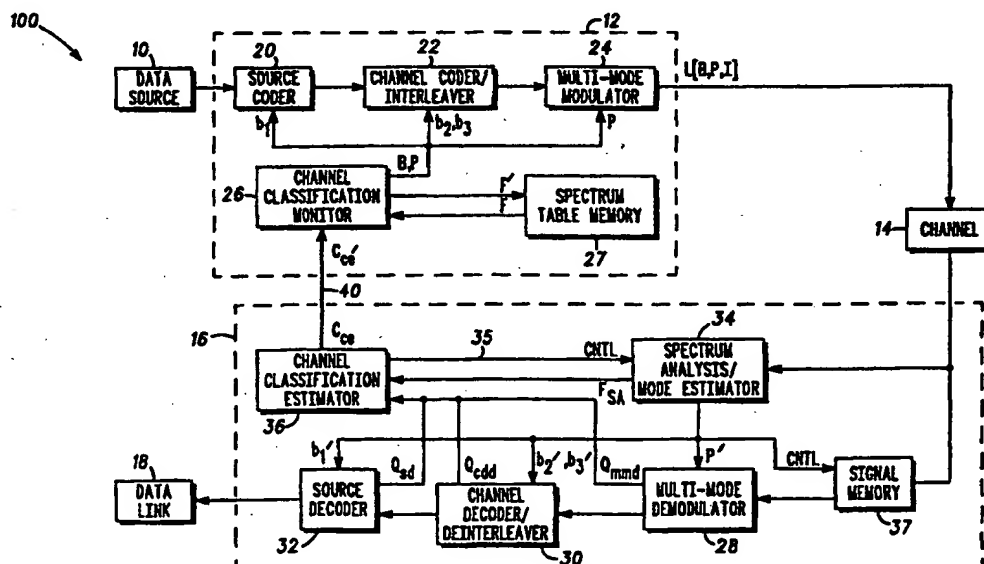 100
12
10
20
22
24
DATA
SOURCE
SOURCE
CODER
CHANNEL CODER/
INTERLEAVER
MULTI-MODE
MODULATOR
L[B,P,I]
b1
b2,b3
P
B,P
26
CHANNEL
CLASSIFICATION
MONITOR
F'
F
SPECTRUM
TABLE MEMORY
27
14
CHANNEL
Cce'
40
16
Cce
35
CNTL
34
CHANNEL
CLASSIFICATION
ESTIMATOR
SPECTRUM
ANALYSIS/
MODE ESTIMATOR
FSA
36
18
b1'
Qsd
Qcdd
b2',b3'
Qmmd
P'
CNTL
DATA
LINK
SOURCE
DECODER
CHANNEL
DECODER/
DEINTERLEAVER
MULTI-MODE
DEMODULATOR
SIGNAL
MEMORY
32
30
28
37